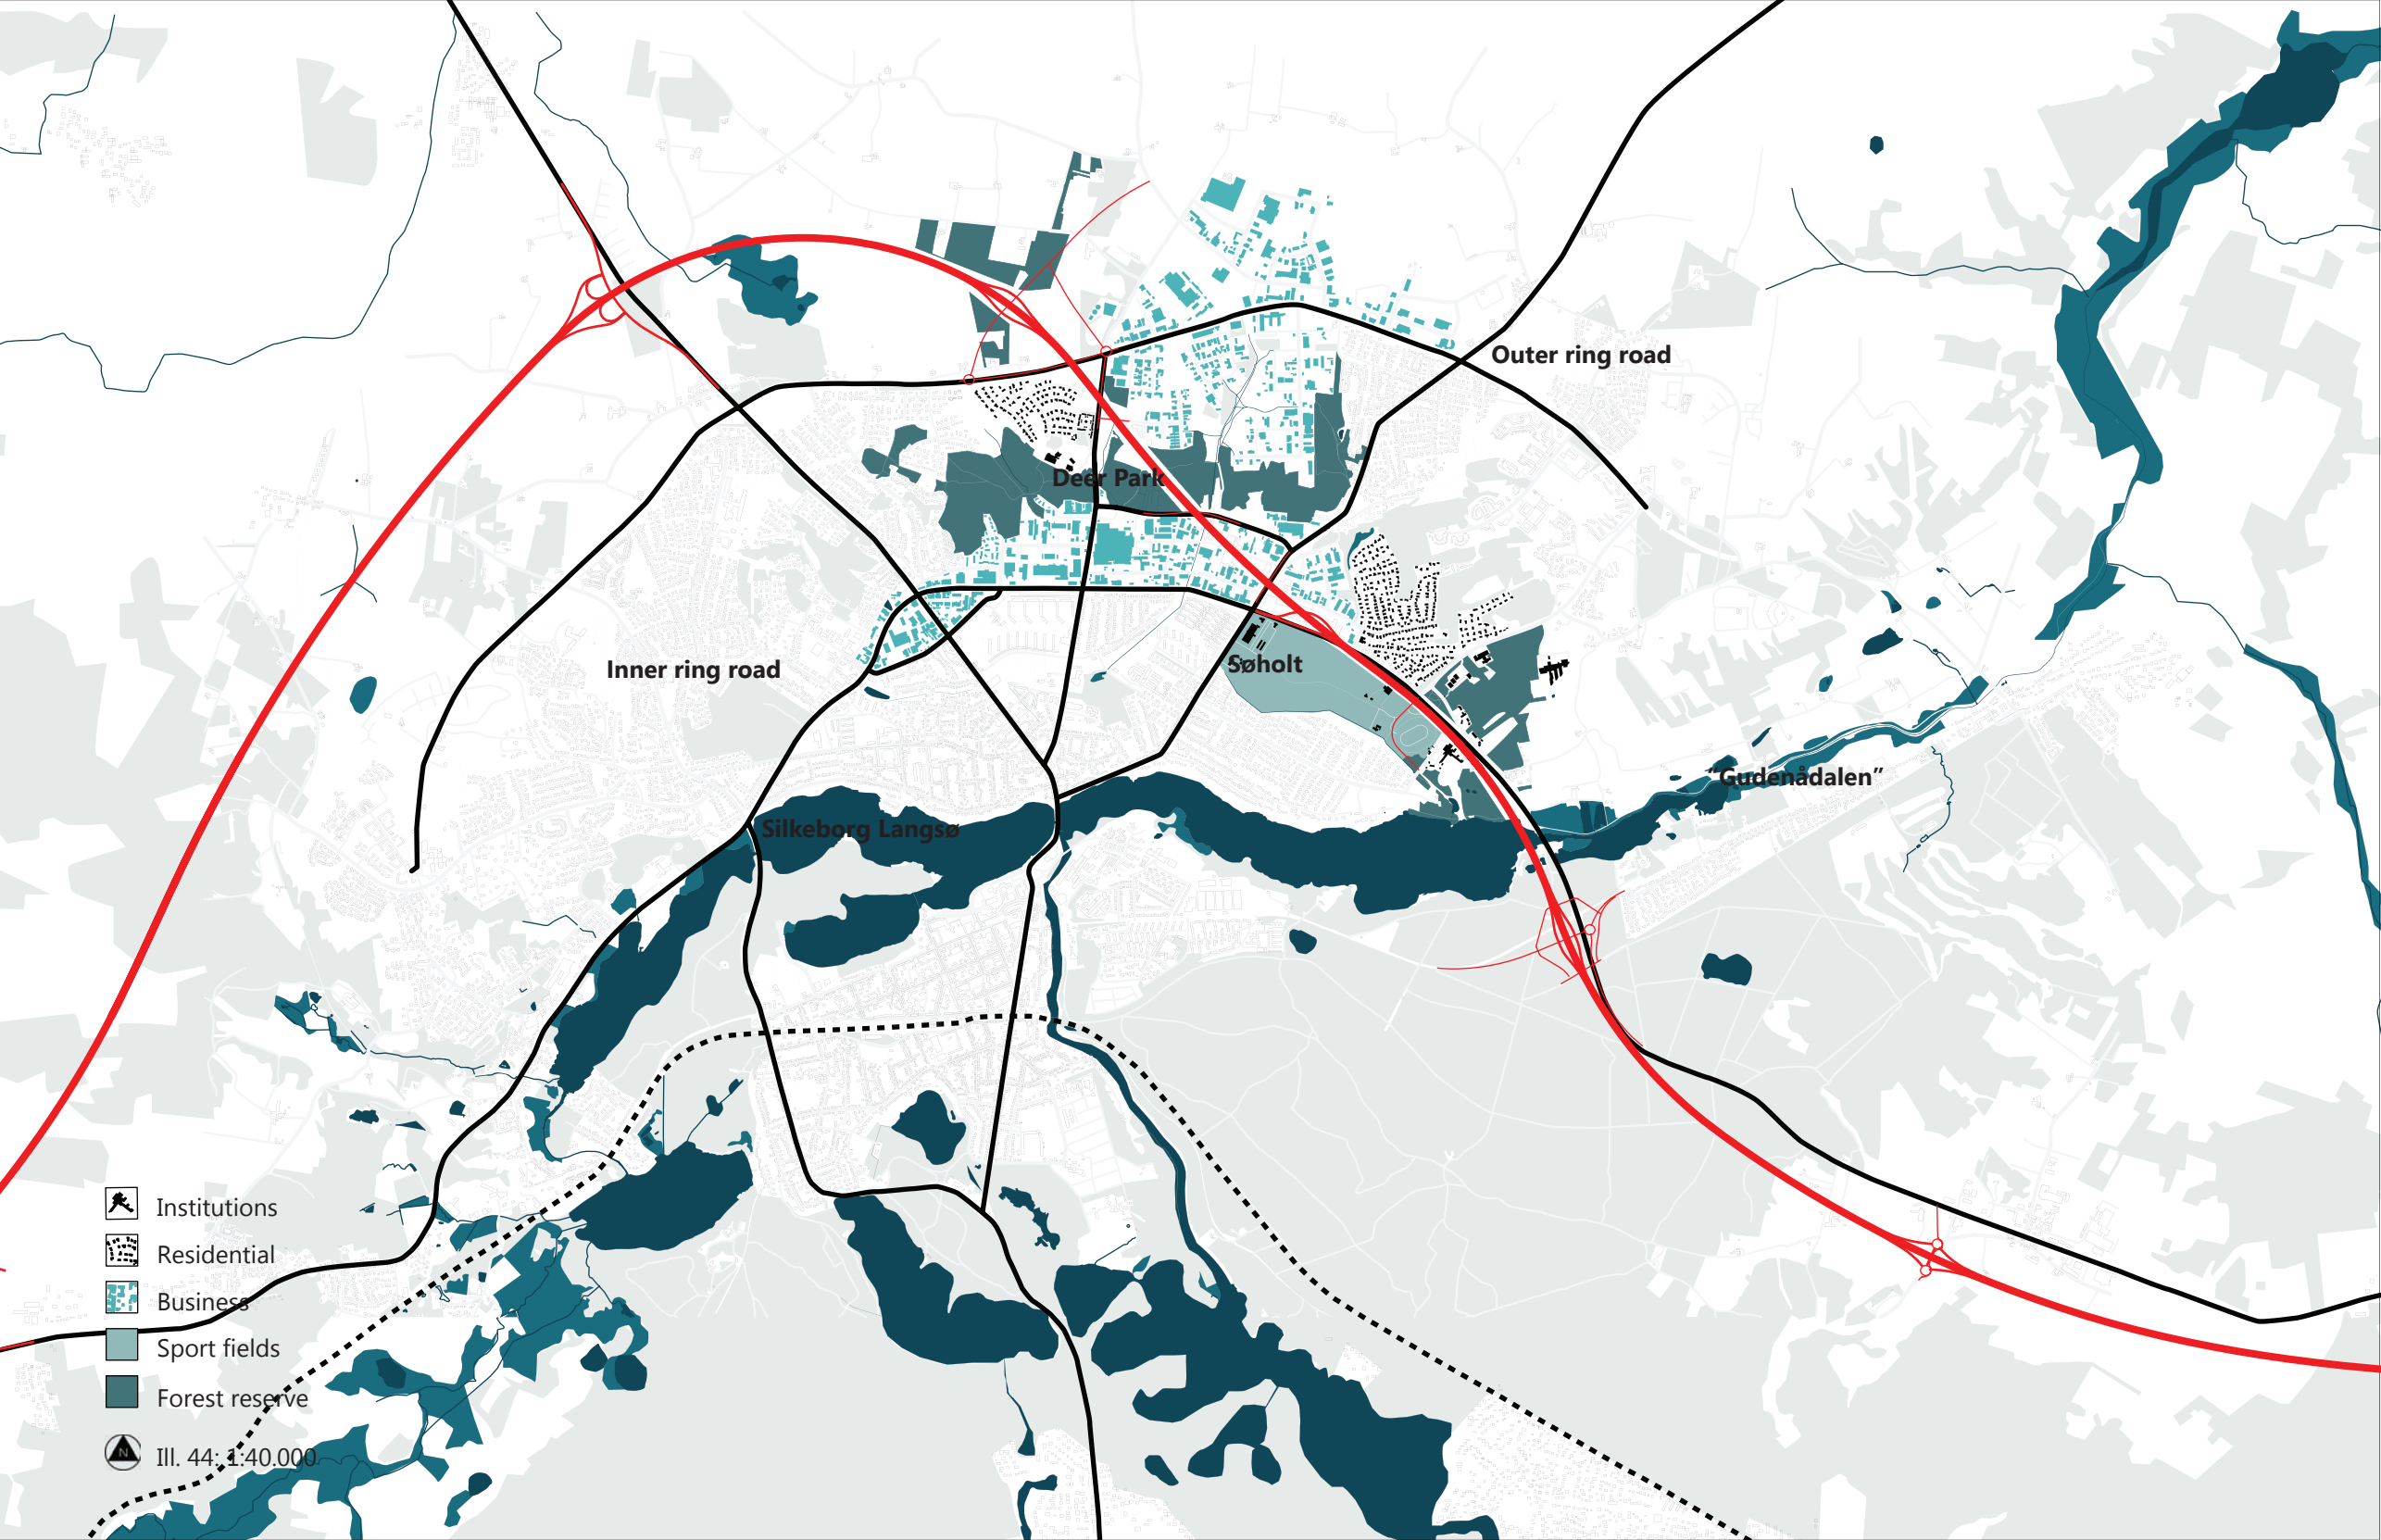 Outer ring road
Deer Park
Inner ring road
Søholt
"Gudenådalen”
Silkeborg Langsø
Institutions
Residential
Business
Sport fields
Forest reserve
N
Ill. 44: 1:40.000